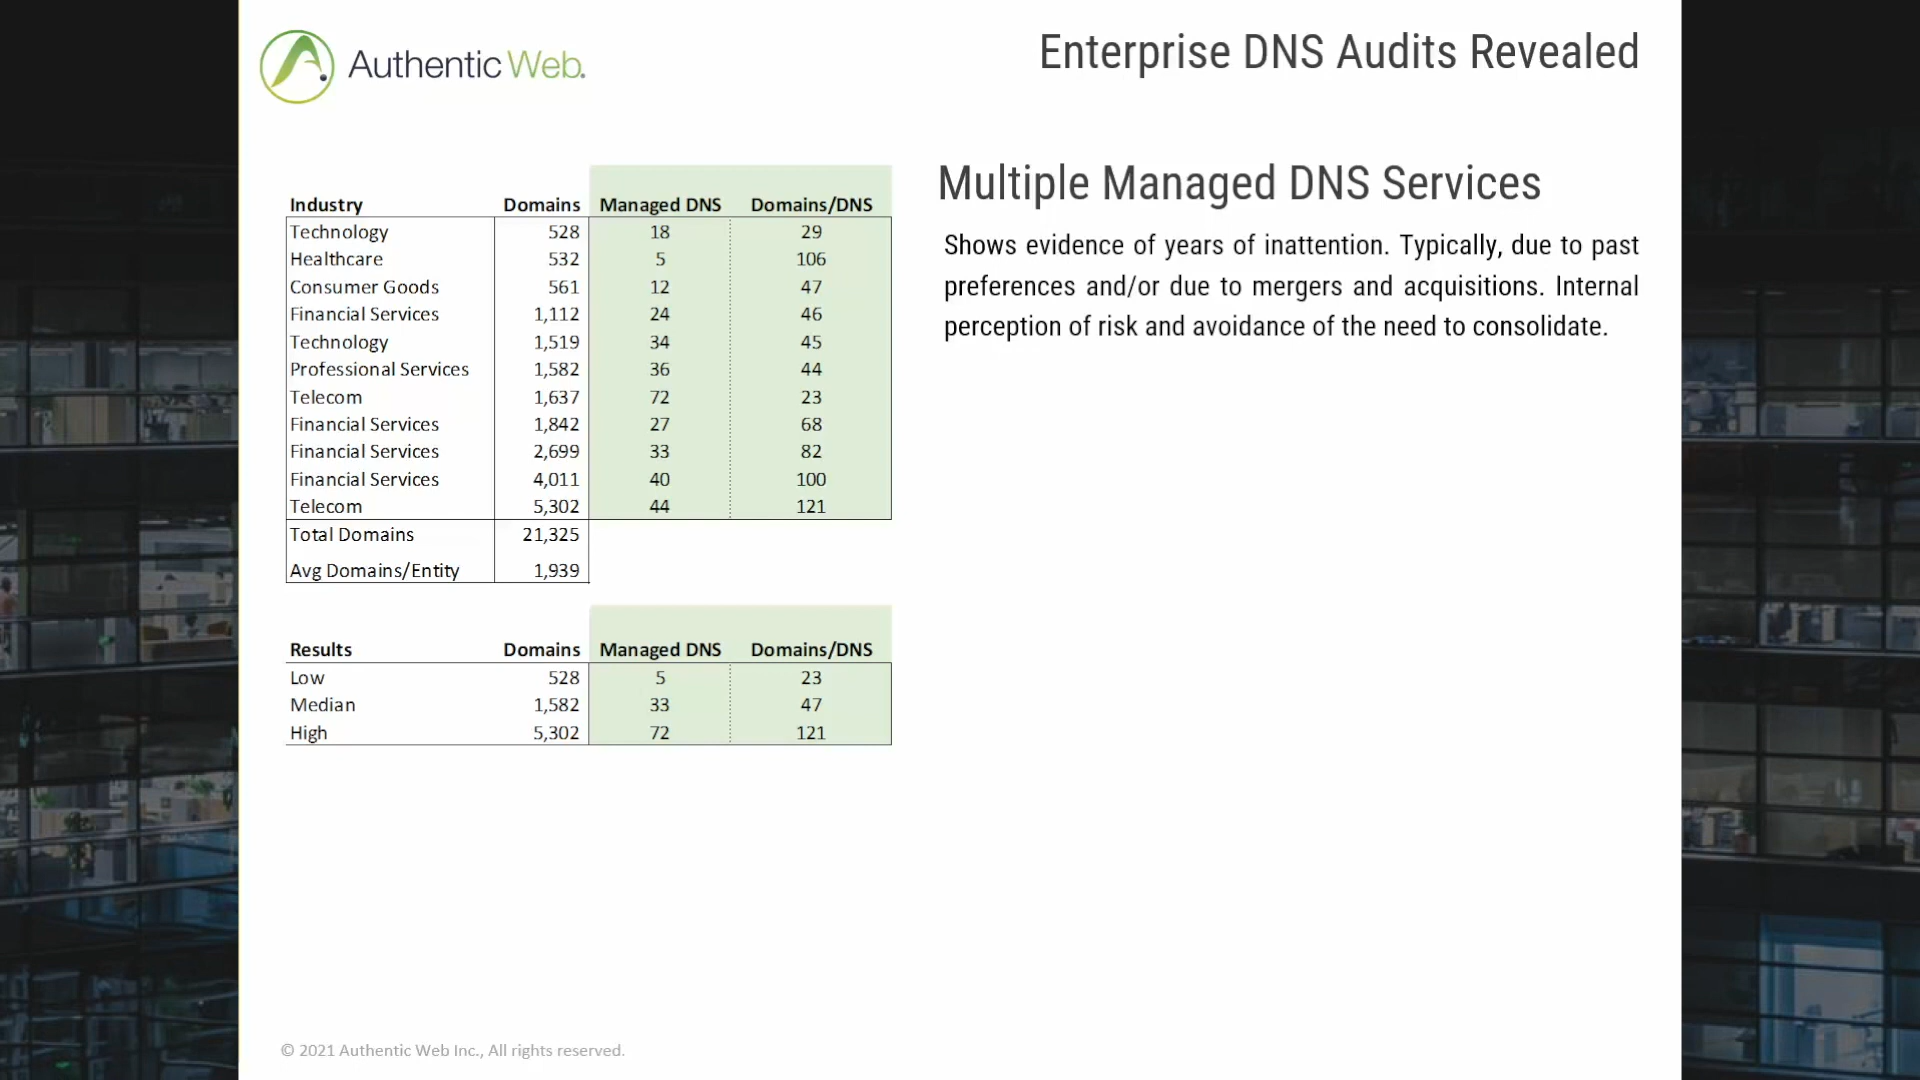 Authentic Web.
Enterprise DNS Audits Revealed
Industry Domains Managed DNS Domains/DNS
Technology 528 18 29
Healthcare 532 5 106
Consumer Goods 561 12 47
Financial Services 1,112 24 46
Technology 1,519 34 45
Professional Services 1,582 36 44
Telecom 1,637 72 23
Financial Services 1,842 27 68
Financial Services 2,699 33 82
Financial Services 4,011 40 100
Telecom 5,302 44 121
Total Domains 21,325
Avg Domains/Entity 1,939
Results Domains Managed DNS Domains/DNS
Low 528 5 23
Median 1,582 33 47
High 5,302 72 121
Multiple Managed DNS Services
Shows evidence of years of inattention. Typically, due to past
preferences and/or due to mergers and acquisitions. Internal
perception of risk and avoidance of the need to consolidate.
© 2021 Authentic Web Inc., All rights reserved.